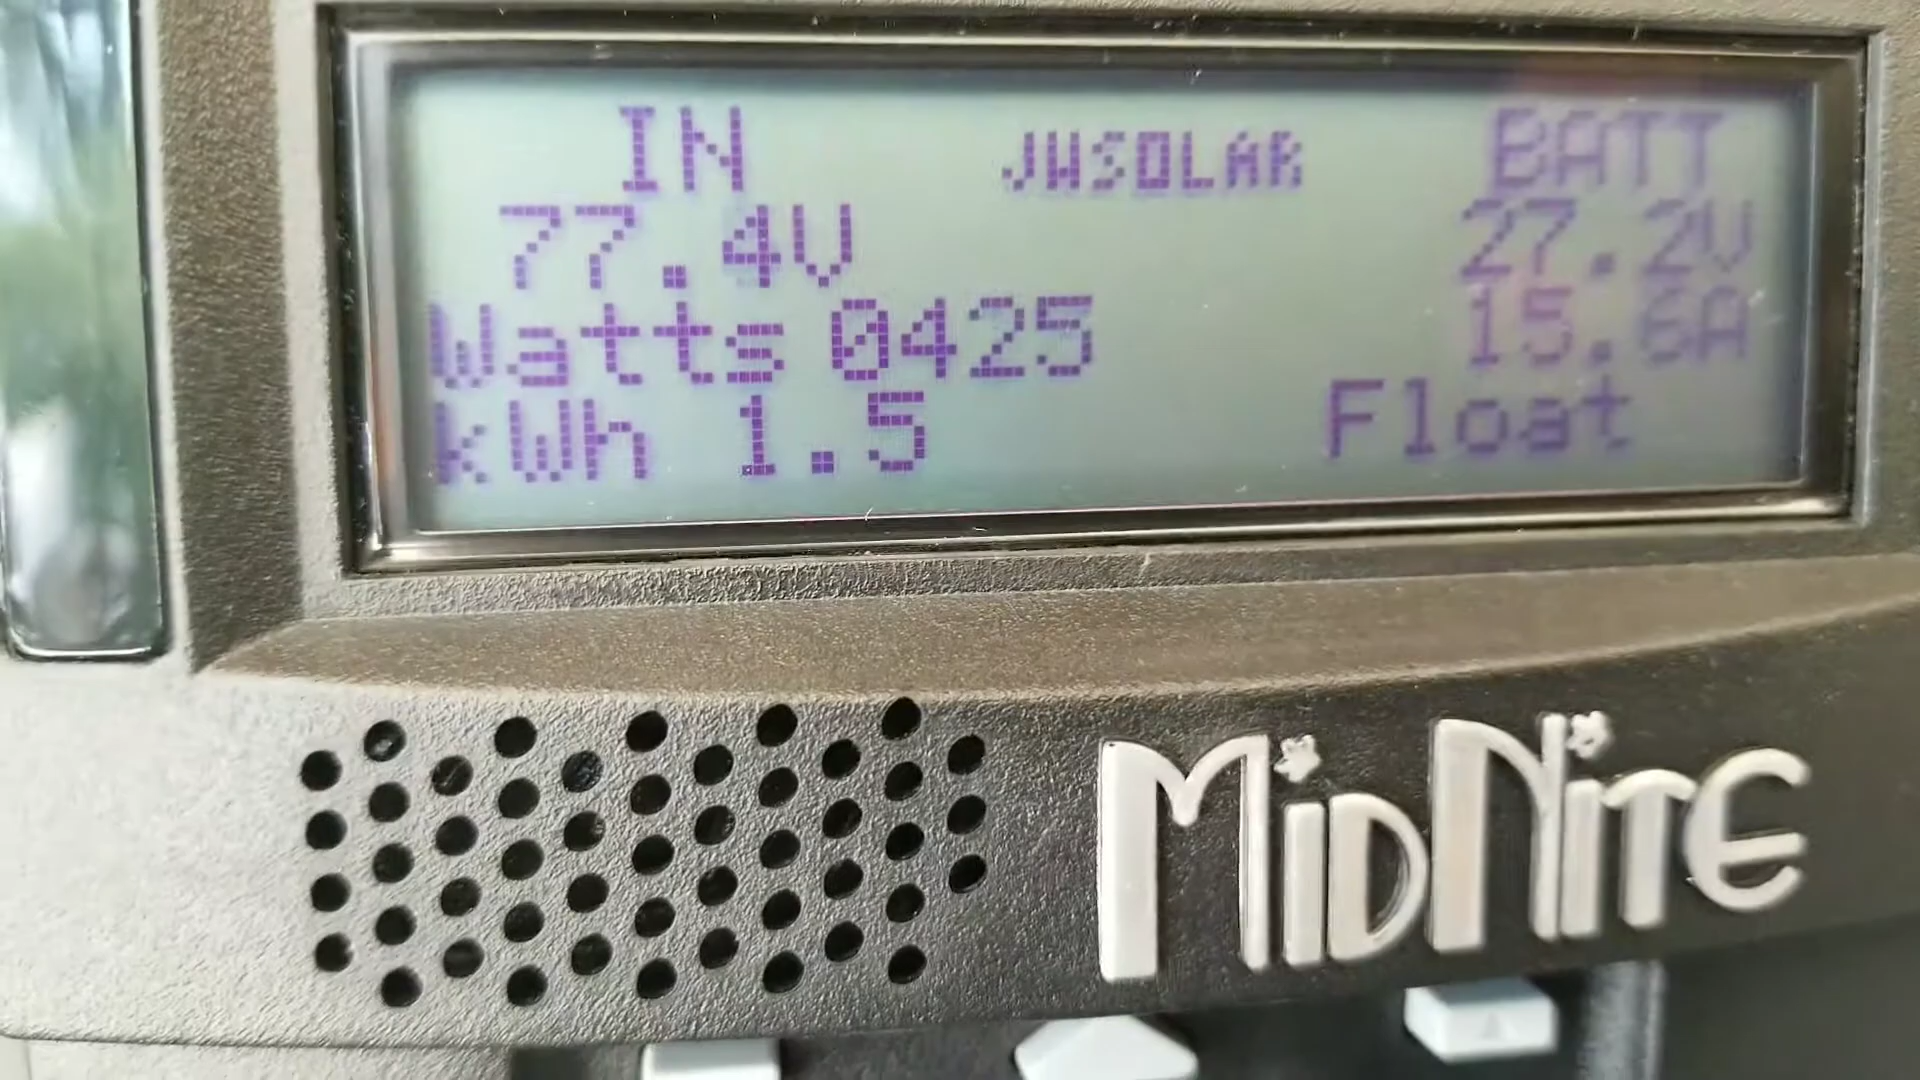 IN JWSOLAR BATT
77.4V 27.2V
Watts 0425 15.6A
kWh 1.5 Float
MIDNITE